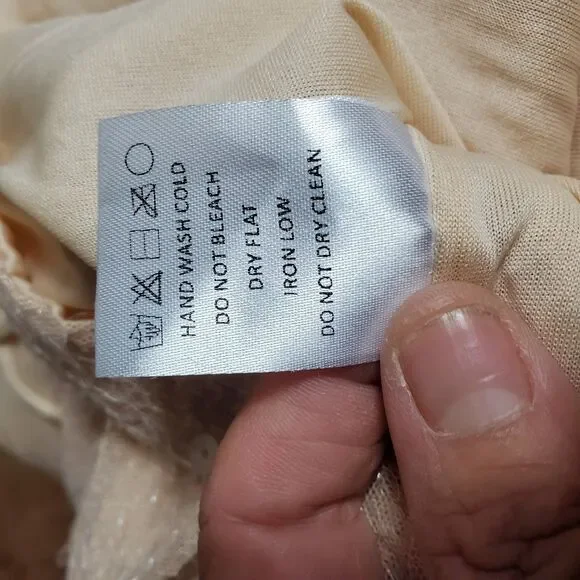 HAND WASH COLD
DO NOT BLEACH
DRY FLAT
IRON LOW
DO NOT DRY CLEAN